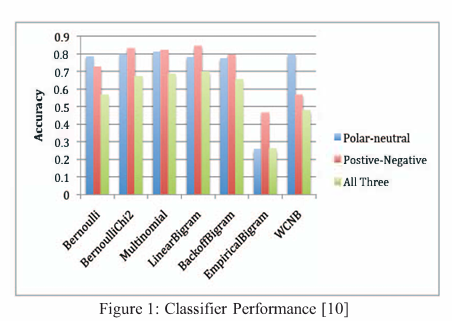 0.9
0.8
0.7
0.6
0.5
0.4
0.3
0.2
0.1
0
Accuracy
Bernoulli
BernoulliChi2
Multinomial
LinearBigram
BackoffBigram
EmpiricalBigram
WCNB
Polar-neutral
Postive-Negative
All Three
Figure 1: Classifier Performance [10]